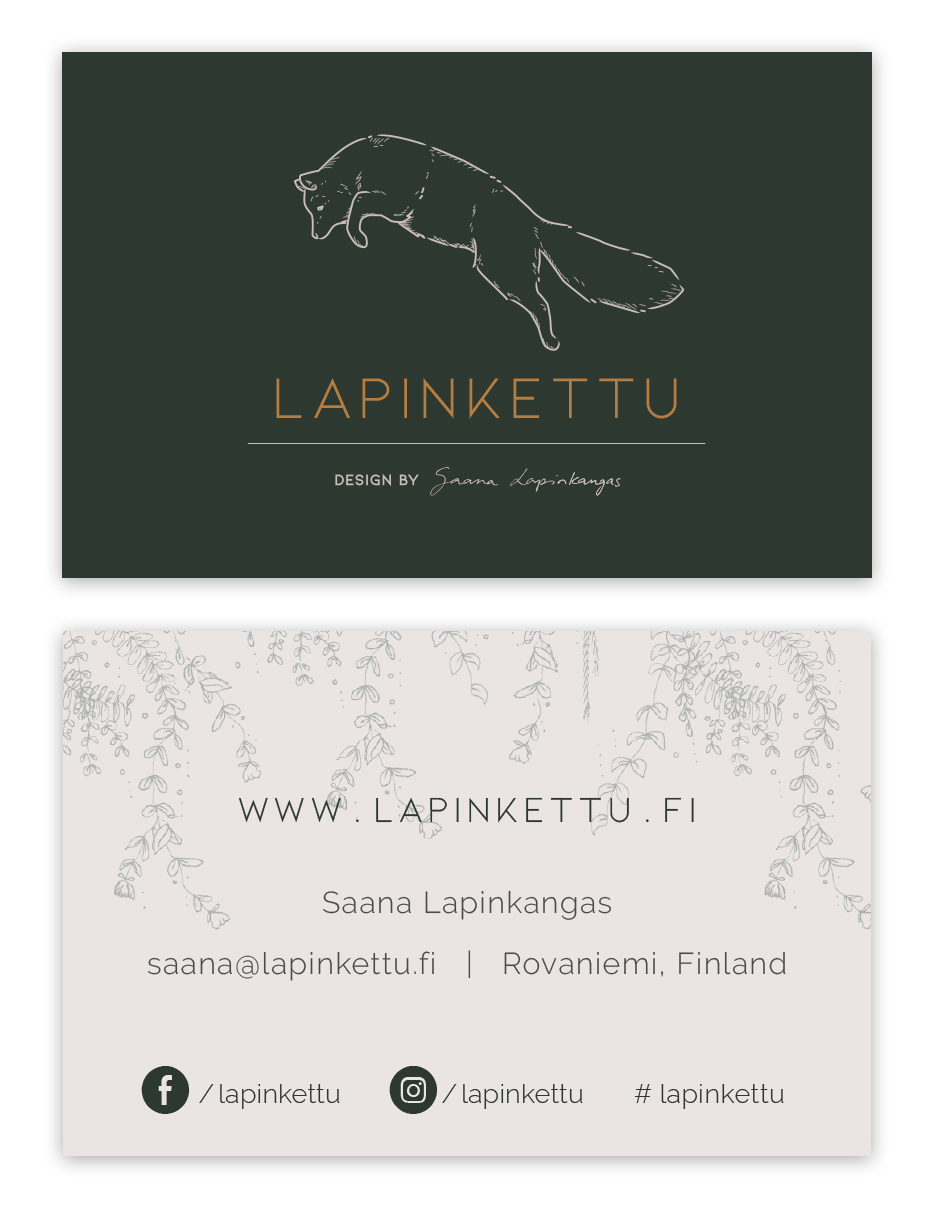 LAPINKETTU
DESIGN BY Saana Lapinkangas
WWW.LAPINKETTU.FI
Saana Lapinkangas
saana@lapinkettu.fi | Rovaniemi, Finland
/lapinkettu /lapinkettu # lapinkettu